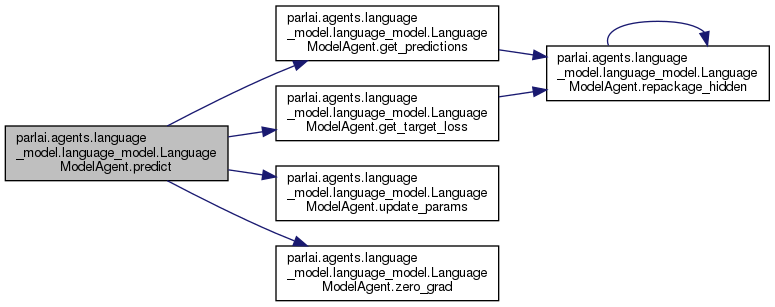 parlai.agents.language
_model.language_model.Language
ModelAgent.predict
parlai.agents.language
_model.language_model.Language
ModelAgent.get_predictions
parlai.agents.language
_model.language_model.Language
ModelAgent.get_target_loss
parlai.agents.language
_model.language_model.Language
ModelAgent.update_params
parlai.agents.language
_model.language_model.Language
ModelAgent.zero_grad
parlai.agents.language
_model.language_model.Language
ModelAgent.repackage_hidden